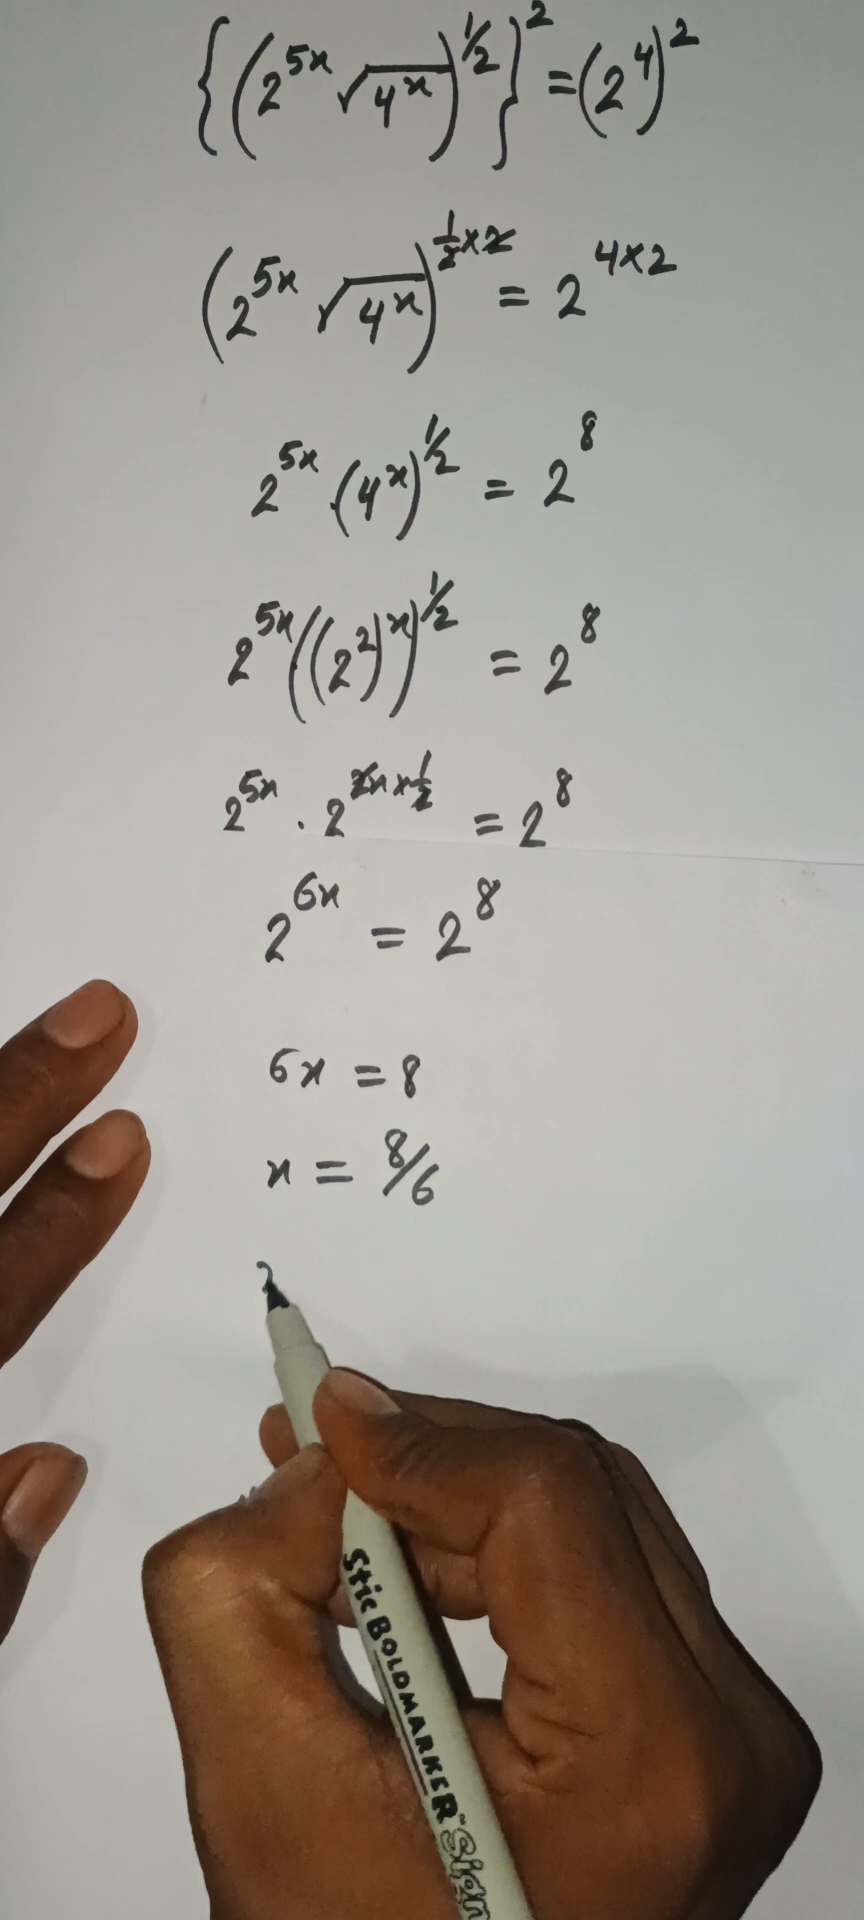 {(2^5x √4^x)^1/2}^2 = (2^4)^2
(2^5x √4^x)^1/2×2 = 2^4×2
2^5x · (4^x)^1/2 = 2^8
2^5x ((2^2)^x)^1/2 = 2^8
2^5x · 2^2x×1/2 = 2^8
2^6x = 2^8
6x = 8
x = 8/6
Stic BOLDMARKER™ Sign